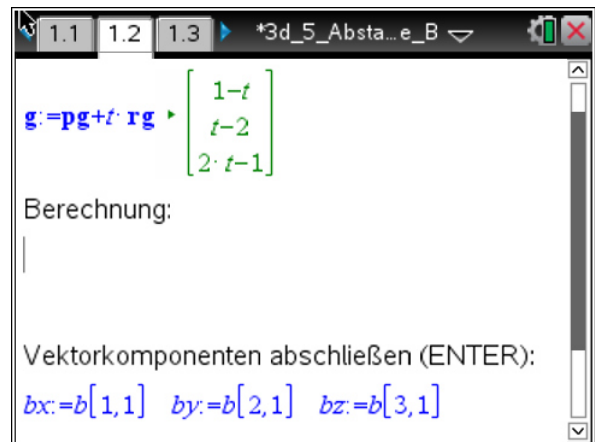 1.1 1.2 1.3 *3d_5_Absta…e_B
g:=pg+t· rg ▸ [1−t
t−2
2· t−1]
Berechnung:
Vektorkomponenten abschließen (ENTER):
bx:=b[1,1] by:=b[2,1] bz:=b[3,1]